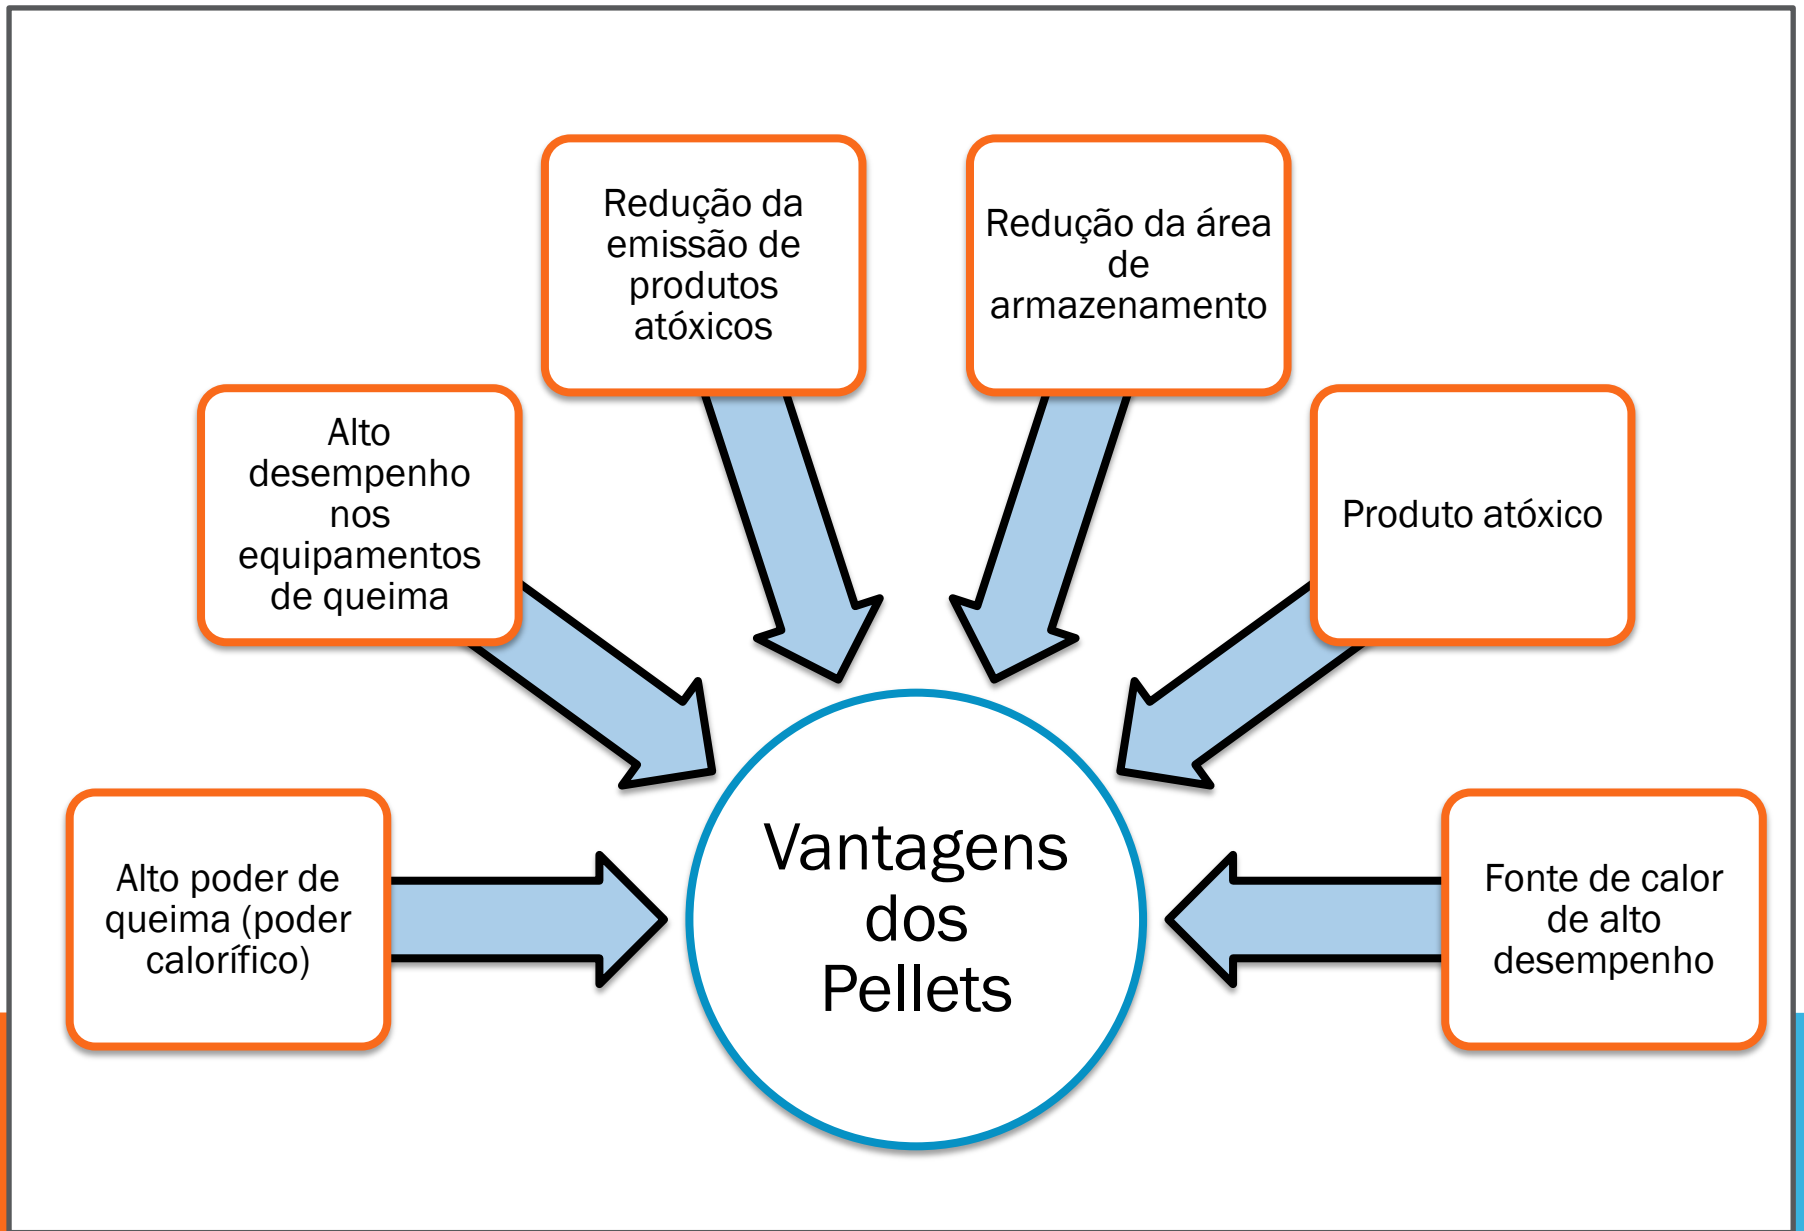 Redução da
emissão de
produtos
atóxicos
Redução da área
de
armazenamento
Alto
desempenho
nos
equipamentos
de queima
Produto atóxico
Alto poder de
queima (poder
calorífico)
Vantagens
dos
Pellets
Fonte de calor
de alto
desempenho